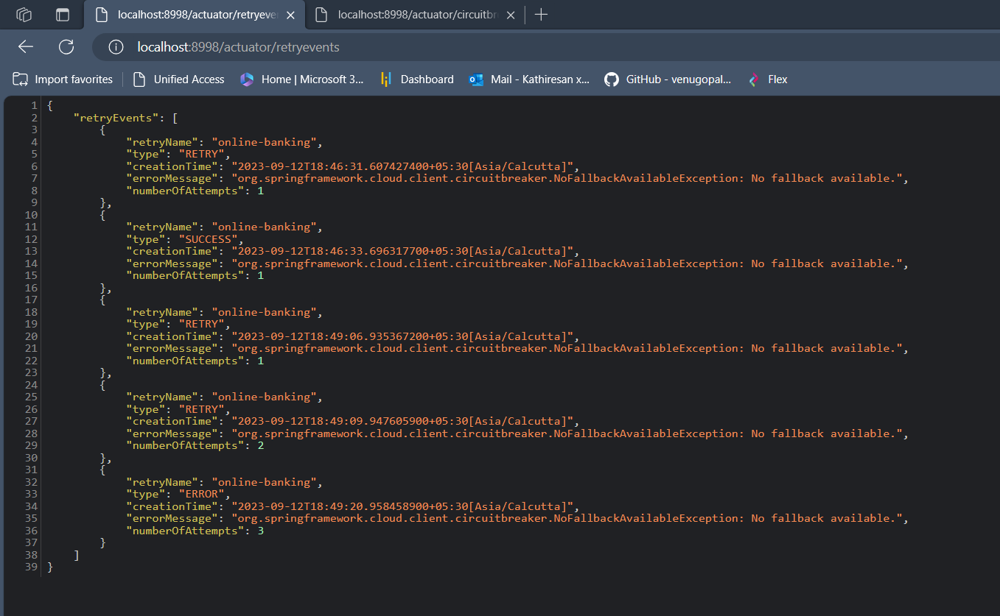 localhost:8998/actuator/retryeve
localhost:8998/actuator/circuitbr
localhost:8998/actuator/retryevents
Import favorites
Unified Access
Home | Microsoft 3...
Dashboard
Mail - Kathiresan x...
GitHub - venugopal...
Flex
1 {
2 "retryEvents": [
3 {
4 "retryName": "online-banking",
5 "type": "RETRY",
6 "creationTime": "2023-09-12T18:46:31.607427400+05:30[Asia/Calcutta]",
7 "errorMessage": "org.springframework.cloud.client.circuitbreaker.NoFallbackAvailableException: No fallback available.",
8 "numberOfAttempts": 1
9 },
10 {
11 "retryName": "online-banking",
12 "type": "SUCCESS",
13 "creationTime": "2023-09-12T18:46:33.696317700+05:30[Asia/Calcutta]",
14 "errorMessage": "org.springframework.cloud.client.circuitbreaker.NoFallbackAvailableException: No fallback available.",
15 "numberOfAttempts": 1
16 },
17 {
18 "retryName": "online-banking",
19 "type": "RETRY",
20 "creationTime": "2023-09-12T18:49:06.935367200+05:30[Asia/Calcutta]",
21 "errorMessage": "org.springframework.cloud.client.circuitbreaker.NoFallbackAvailableException: No fallback available.",
22 "numberOfAttempts": 1
23 },
24 {
25 "retryName": "online-banking",
26 "type": "RETRY",
27 "creationTime": "2023-09-12T18:49:09.947605900+05:30[Asia/Calcutta]",
28 "errorMessage": "org.springframework.cloud.client.circuitbreaker.NoFallbackAvailableException: No fallback available.",
29 "numberOfAttempts": 2
30 },
31 {
32 "retryName": "online-banking",
33 "type": "ERROR",
34 "creationTime": "2023-09-12T18:49:20.958458900+05:30[Asia/Calcutta]",
35 "errorMessage": "org.springframework.cloud.client.circuitbreaker.NoFallbackAvailableException: No fallback available.",
36 "numberOfAttempts": 3
37 }
38 ]
39 }